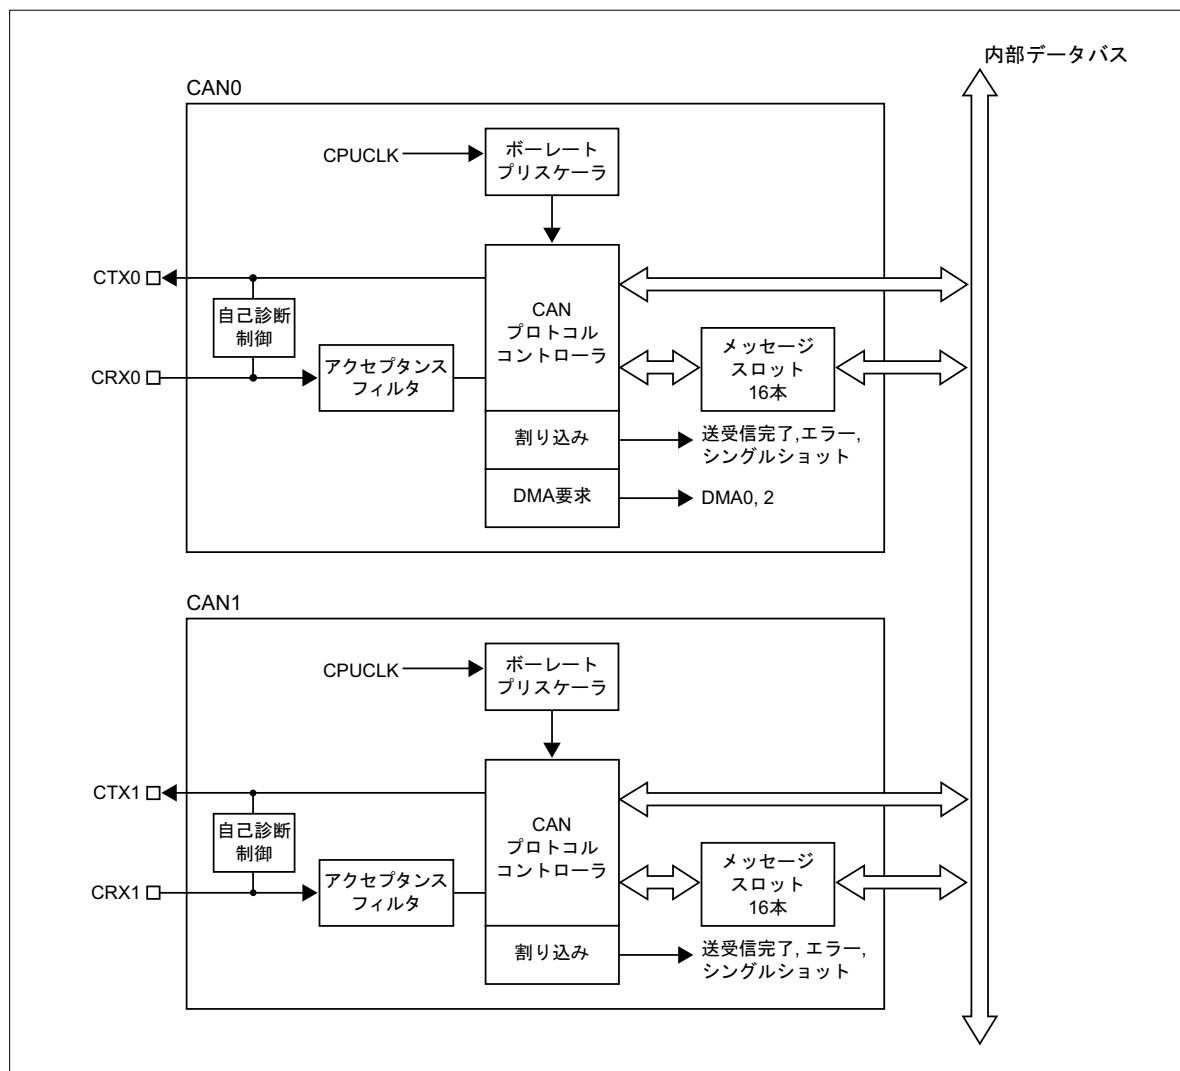 内部データバス
CAN0
CPUCLK
ボーレート
プリスケーラ
CTX0
自己診断
制御
CRX0
アクセプタンス
フィルタ
CAN
プロトコル
コントローラ
メッセージ
スロット
16本
割り込み
送受信完了,エラー,
シングルショット
DMA要求
DMA0, 2
CAN1
CPUCLK
ボーレート
プリスケーラ
CTX1
自己診断
制御
CRX1
アクセプタンス
フィルタ
CAN
プロトコル
コントローラ
メッセージ
スロット
16本
割り込み
送受信完了, エラー,
シングルショット